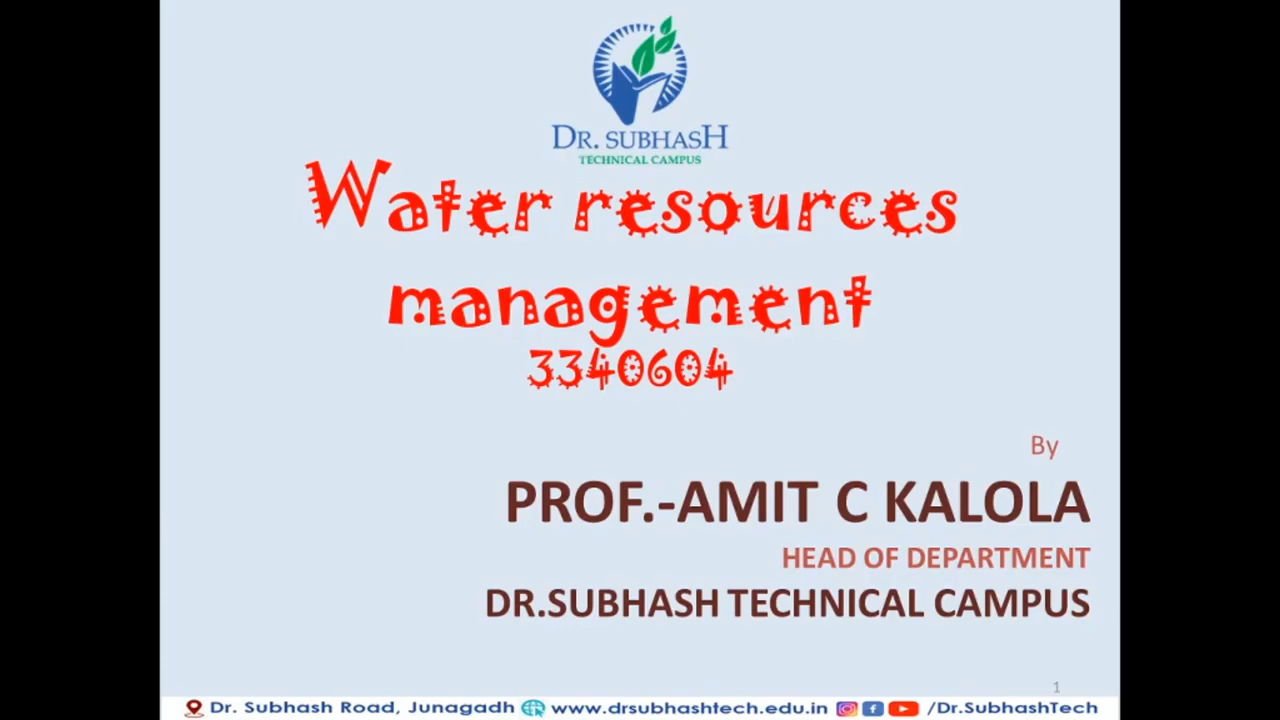 DR. SUBHASH
TECHNICAL CAMPUS
Water resources
management
3340604
By
PROF.-AMIT C KALOLA
HEAD OF DEPARTMENT
DR.SUBHASH TECHNICAL CAMPUS
1
Dr. Subhash Road, Junagadh www.drsubhashtech.edu.in /Dr.SubhashTech